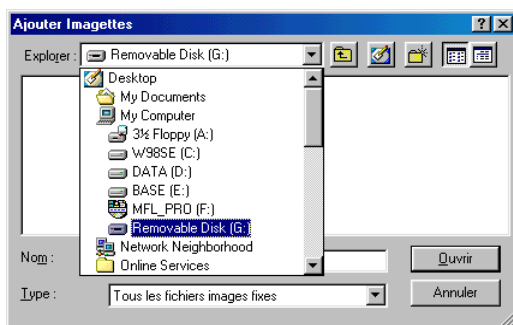 Ajouter Imagettes
Explorer : Removable Disk (G:)
Desktop
My Documents
My Computer
3½ Floppy (A:)
W98SE (C:)
DATA (D:)
BASE (E:)
MFL_PRO (F:)
Removable Disk (G:)
Network Neighborhood
Online Services
Nom :
Ouvrir
Type : Tous les fichiers images fixes
Annuler